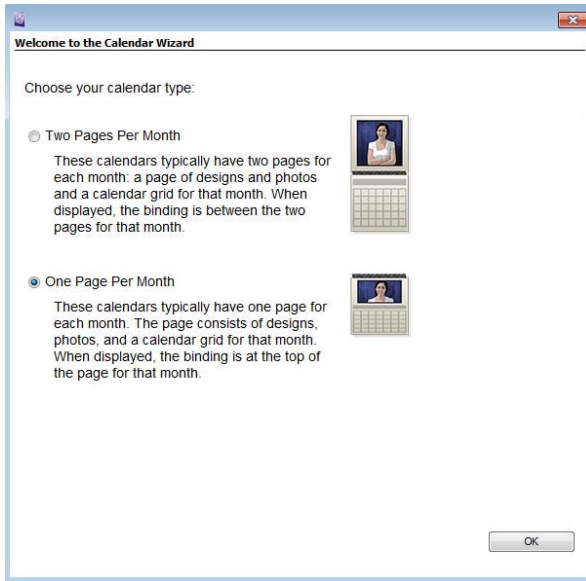 Welcome to the Calendar Wizard
Choose your calendar type:
Two Pages Per Month
These calendars typically have two pages for
each month: a page of designs and photos
and a calendar grid for that month. When
displayed, the binding is between the two
pages for that month.
One Page Per Month
These calendars typically have one page for
each month. The page consists of designs,
photos, and a calendar grid for that month.
When displayed, the binding is at the top of
the page for that month.
OK